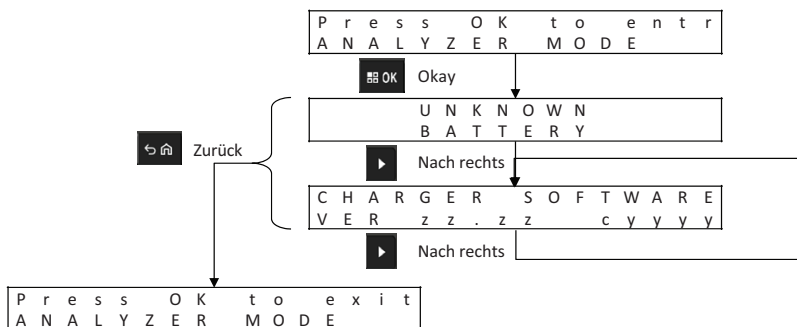 Press OK to entr
ANALYZER MODE
OK Okay
UNKNOWN
BATTERY
Zurück
Nach rechts
CHARGER SOFTWARE
VER zz.zz cyyyy
Nach rechts
Press OK to exit
ANALYZER MODE